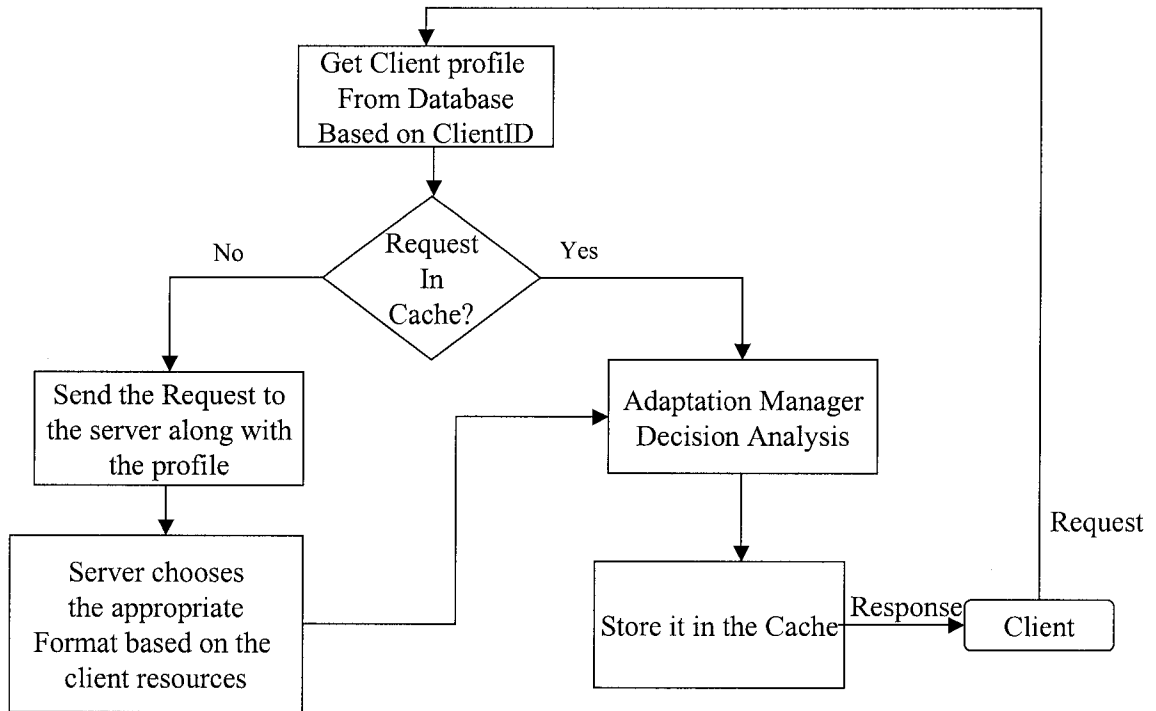 Get Client profile
From Database
Based on ClientID
No
Request
In
Cache?
Yes
Send the Request to
the server along with
the profile
Adaptation Manager
Decision Analysis
Server chooses
the appropriate
Format based on the
client resources
Store it in the Cache
Response
Client
Request